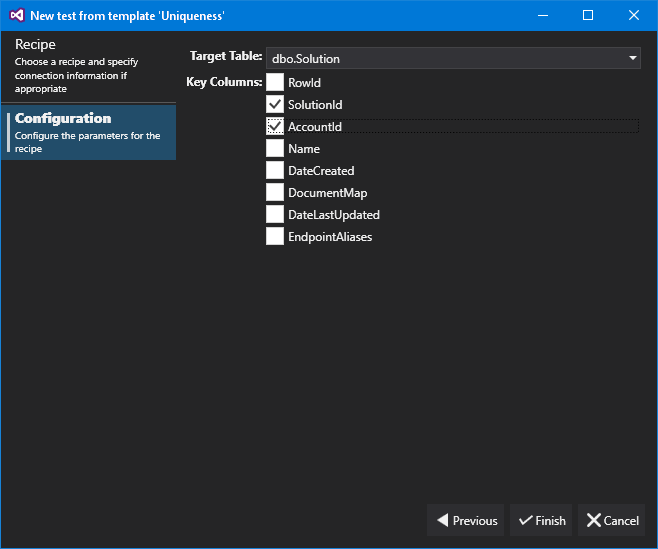 New test from template 'Uniqueness'
Recipe
Choose a recipe and specify
connection information if
appropriate
Configuration
Configure the parameters for the
recipe
Target Table: dbo.Solution
Key Columns: RowId
SolutionId
AccountId
Name
DateCreated
DocumentMap
DateLastUpdated
EndpointAliases
Previous Finish Cancel